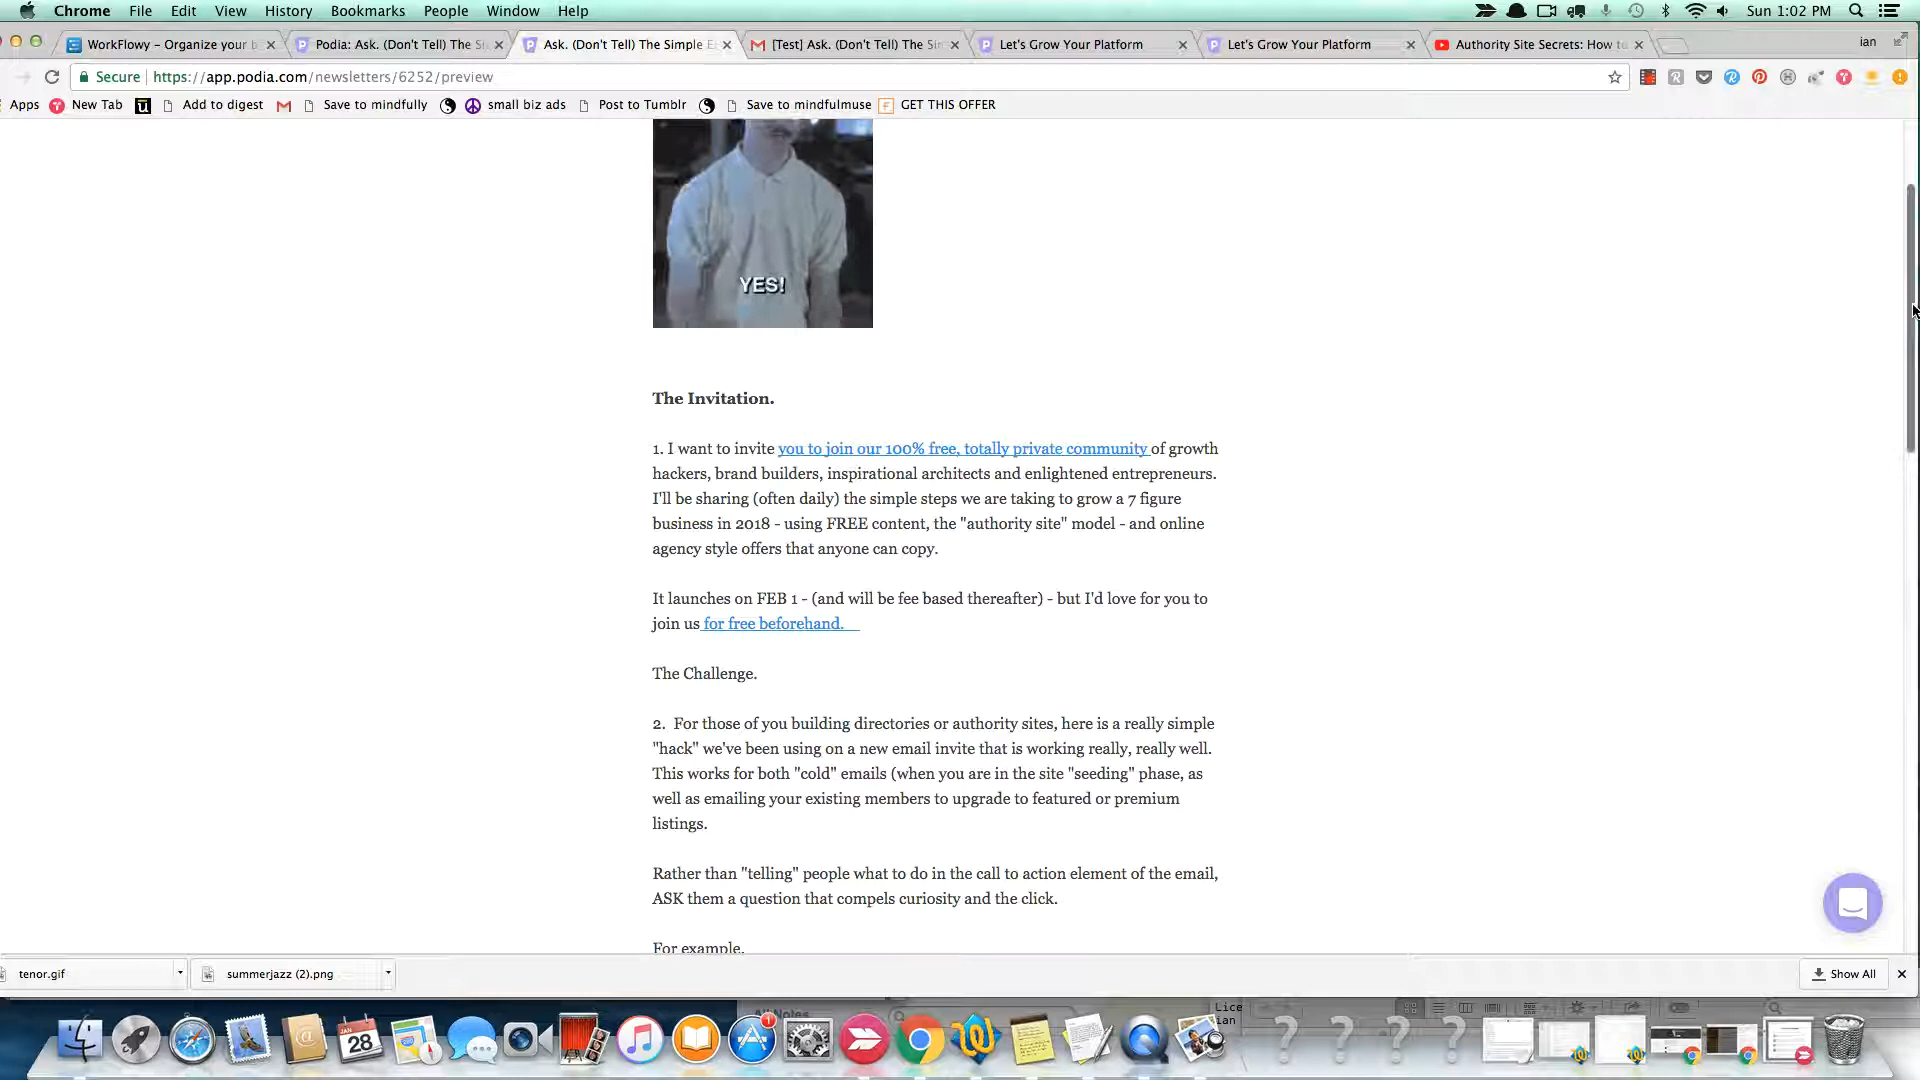 Chrome File Edit View History Bookmarks People Window Help Sun 1:02 PM
WorkFlowy - Organize your b Podia: Ask. (Don't Tell) The S Ask. (Don't Tell) The Simple E [Test] Ask. (Don't Tell) The Si Let's Grow Your Platform Let's Grow Your Platform Authority Site Secrets: How to ian
Secure https://app.podia.com/newsletters/6252/preview
Apps New Tab Add to digest Save to mindfully small biz ads Post to Tumblr Save to mindfulmuse GET THIS OFFER
YES!
The Invitation.
1. I want to invite you to join our 100% free, totally private community of growth
hackers, brand builders, inspirational architects and enlightened entrepreneurs.
I'll be sharing (often daily) the simple steps we are taking to grow a 7 figure
business in 2018 - using FREE content, the "authority site" model - and online
agency style offers that anyone can copy.
It launches on FEB 1 - (and will be fee based thereafter) - but I'd love for you to
join us for free beforehand.
The Challenge.
2. For those of you building directories or authority sites, here is a really simple
"hack" we've been using on a new email invite that is working really, really well.
This works for both "cold" emails (when you are in the site "seeding" phase, as
well as emailing your existing members to upgrade to featured or premium
listings.
Rather than "telling" people what to do in the call to action element of the email,
ASK them a question that compels curiosity and the click.
For example.
tenor.gif summerjazz (2).png Show All
Lice
ian
JAN
28
1